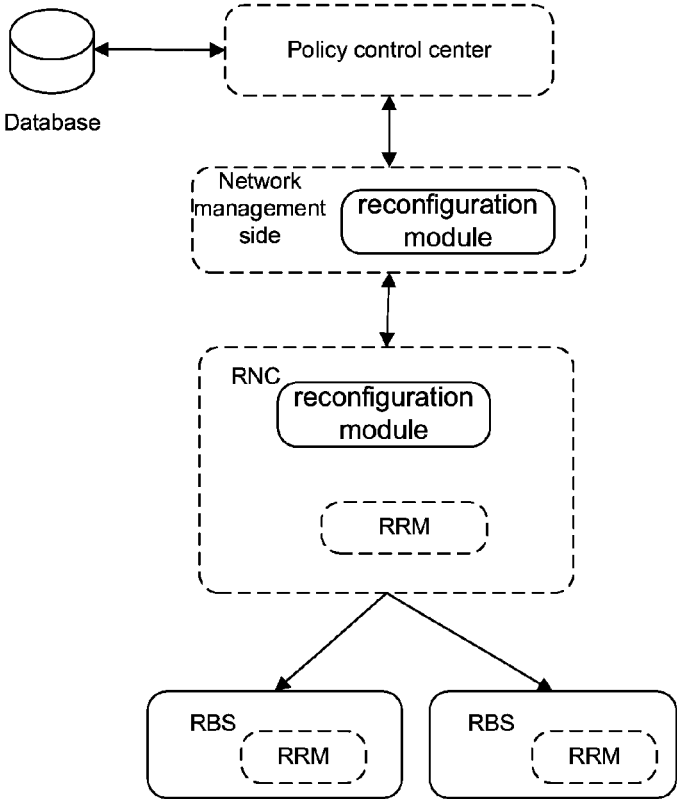 Policy control center
Database
Network
management
side
reconfiguration
module
RNC
reconfiguration
module
RRM
RBS
RRM
RBS
RRM